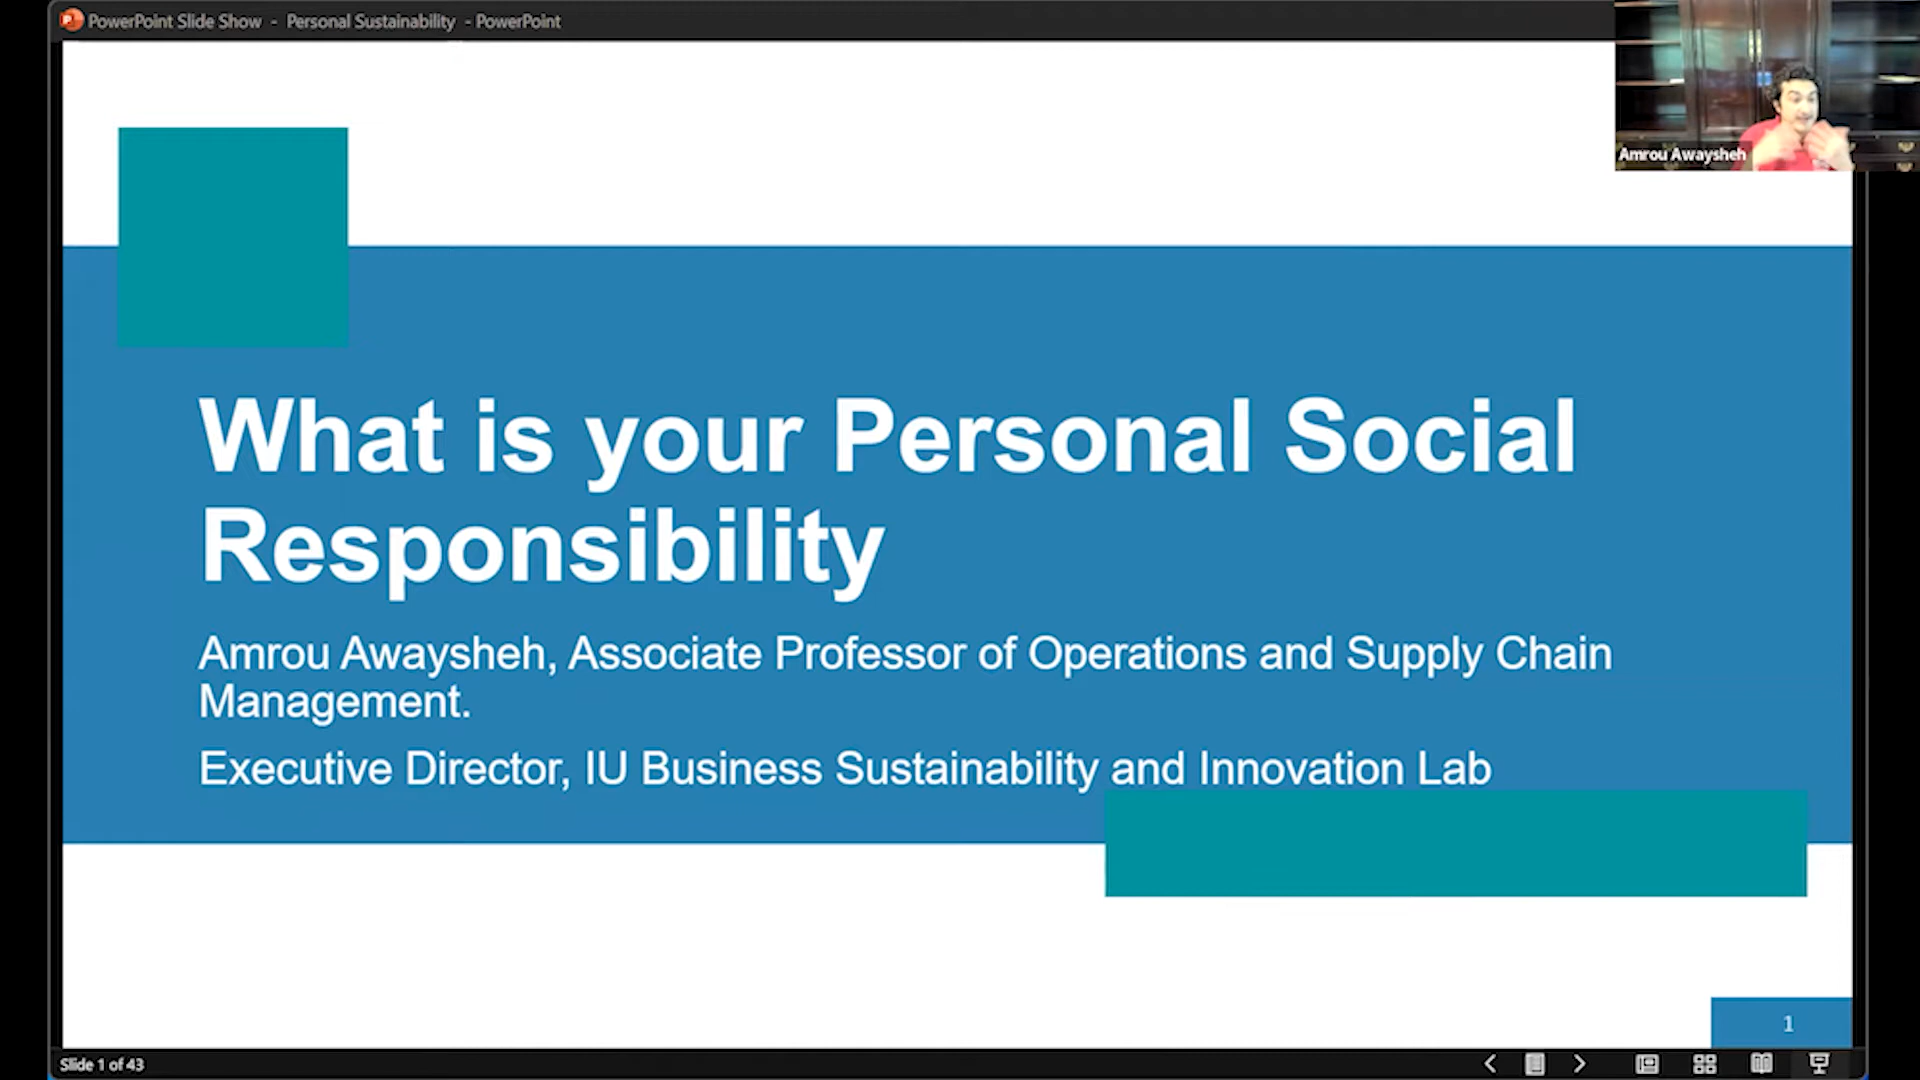 PowerPoint Slide Show - Personal Sustainability - PowerPoint
Amrou Awaysheh
What is your Personal Social
Responsibility
Amrou Awaysheh, Associate Professor of Operations and Supply Chain
Management.
Executive Director, IU Business Sustainability and Innovation Lab
1
Slide 1 of 43